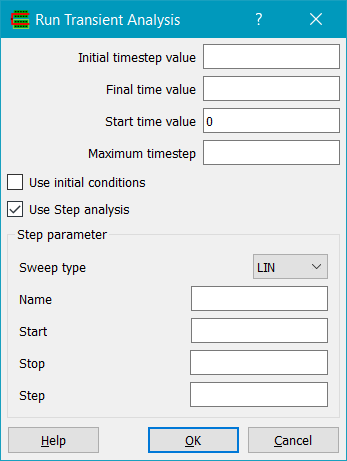 Run Transient Analysis ?
Initial timestep value
Final time value
Start time value 0
Maximum timestep
Use initial conditions
Use Step analysis
Step parameter
Sweep type LIN
Name
Start
Stop
Step
Help OK Cancel